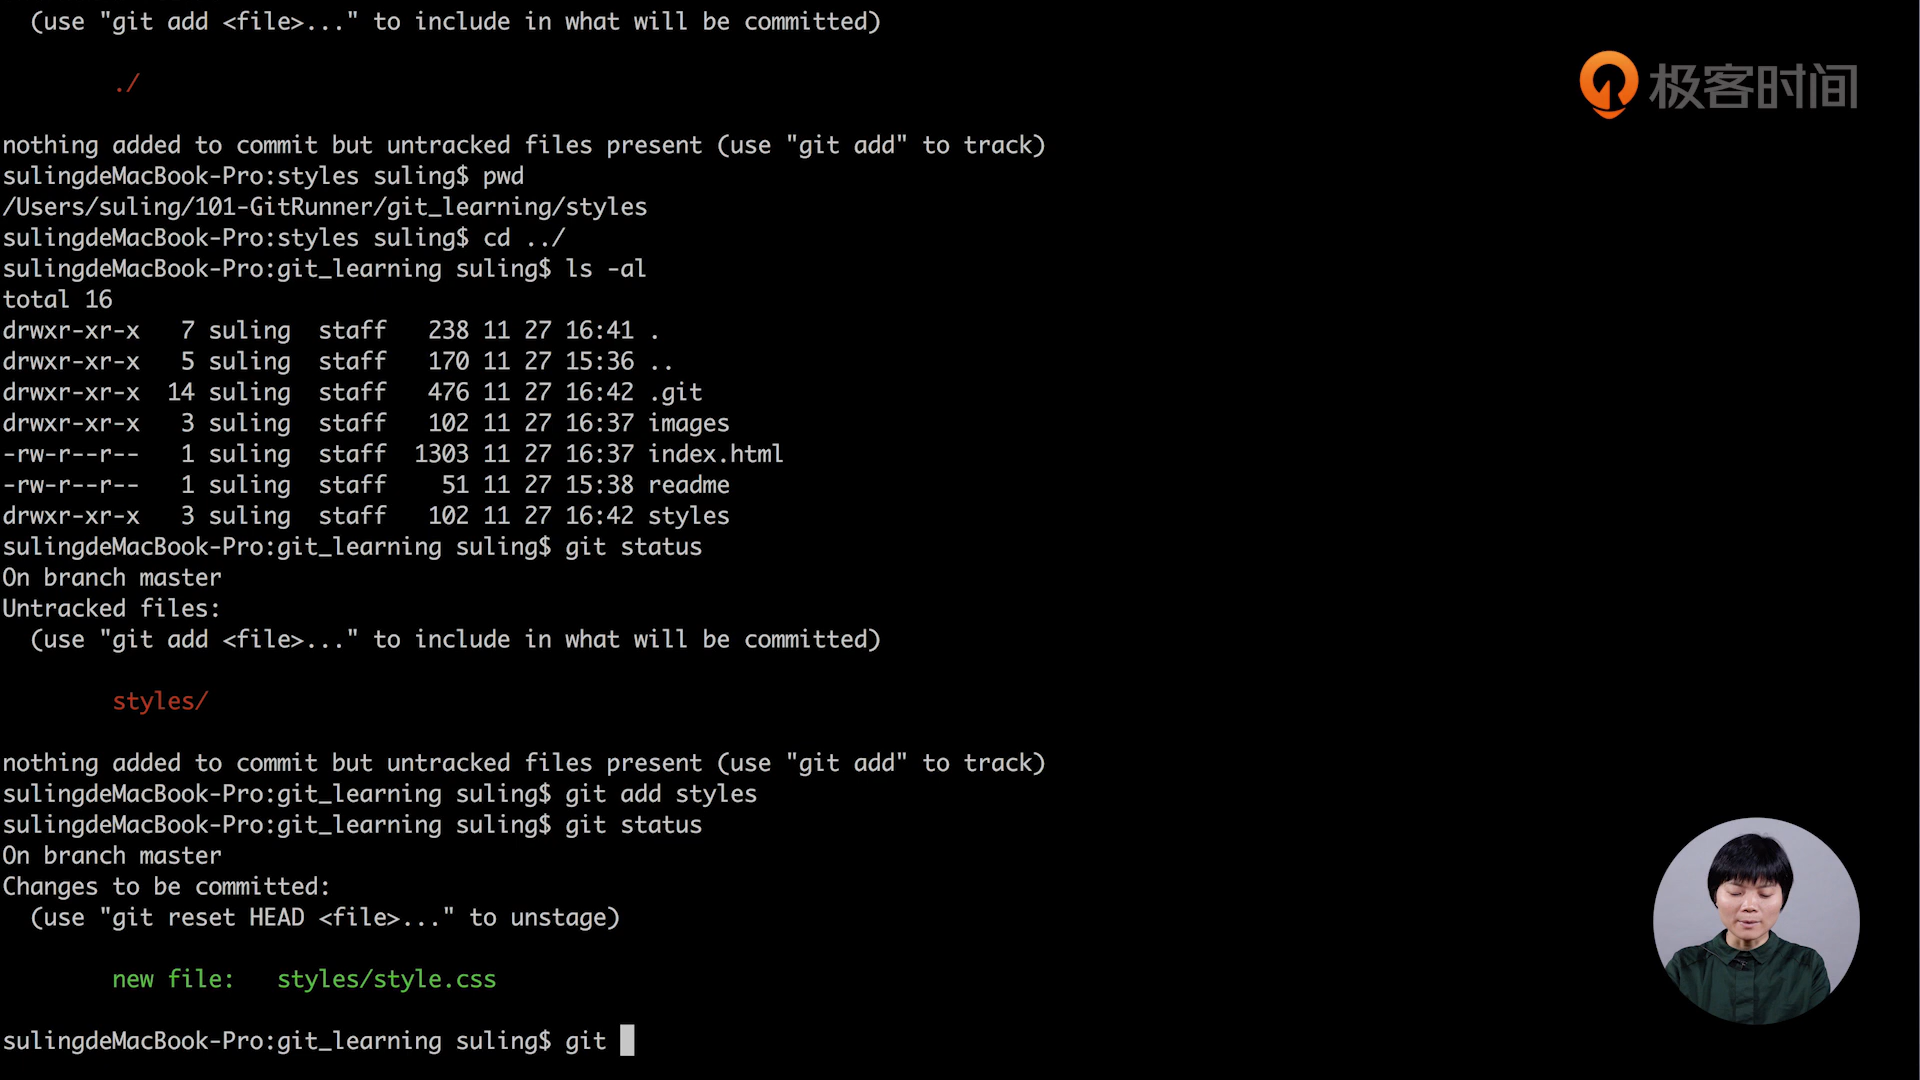 (use "git add <file>..." to include in what will be committed)
./
极客时间
nothing added to commit but untracked files present (use "git add" to track)
sulingdeMacBook-Pro:styles suling$ pwd
/Users/suling/101-GitRunner/git_learning/styles
sulingdeMacBook-Pro:styles suling$ cd ../
sulingdeMacBook-Pro:git_learning suling$ ls -al
total 16
drwxr-xr-x   7 suling  staff   238 11 27 16:41 .
drwxr-xr-x   5 suling  staff   170 11 27 15:36 ..
drwxr-xr-x  14 suling  staff   476 11 27 16:42 .git
drwxr-xr-x   3 suling  staff   102 11 27 16:37 images
-rw-r--r--   1 suling  staff  1303 11 27 16:37 index.html
-rw-r--r--   1 suling  staff    51 11 27 15:38 readme
drwxr-xr-x   3 suling  staff   102 11 27 16:42 styles
sulingdeMacBook-Pro:git_learning suling$ git status
On branch master
Untracked files:
(use "git add <file>..." to include in what will be committed)
styles/
nothing added to commit but untracked files present (use "git add" to track)
sulingdeMacBook-Pro:git_learning suling$ git add styles
sulingdeMacBook-Pro:git_learning suling$ git status
On branch master
Changes to be committed:
(use "git reset HEAD <file>..." to unstage)
new file:   styles/style.css
sulingdeMacBook-Pro:git_learning suling$ git